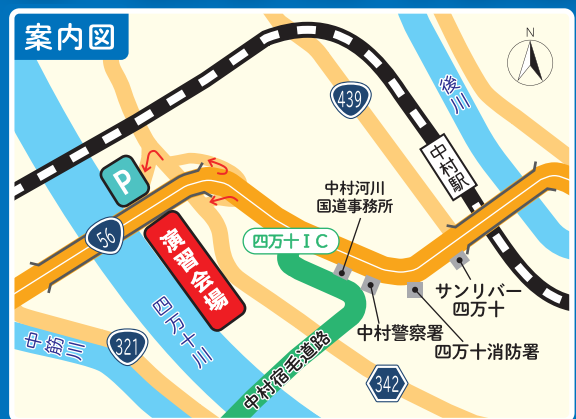 案内図
N
439
後川
中村駅
P
中村河川
国道事務所
56
四万十IC
演習会場
サンリバー
四万十
四万十川
中村警察署
中筋川
321
四万十消防署
中村宿毛道路
342